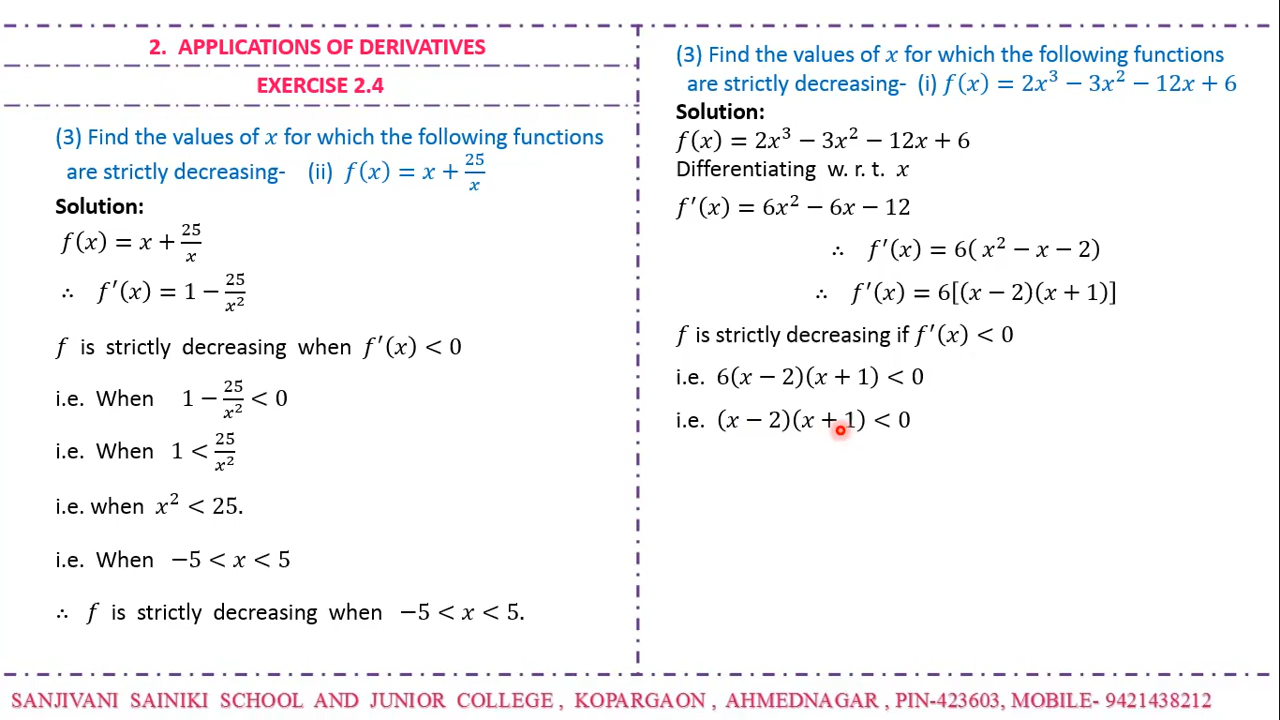 2. APPLICATIONS OF DERIVATIVES
EXERCISE 2.4
(3) Find the values of x for which the following functions
are strictly decreasing- (ii) f(x) = x + 25/x
Solution:
f(x) = x + 25/x
∴ f′(x) = 1 − 25/x²
f is strictly decreasing when f′(x) < 0
i.e. When 1 − 25/x² < 0
i.e. When 1 < 25/x²
i.e. when x² < 25.
i.e. When −5 < x < 5
∴ f is strictly decreasing when −5 < x < 5.
(3) Find the values of x for which the following functions
are strictly decreasing- (i) f(x) = 2x³ − 3x² − 12x + 6
Solution:
f(x) = 2x³ − 3x² − 12x + 6
Differentiating w. r. t. x
f′(x) = 6x² − 6x − 12
∴ f′(x) = 6( x² − x − 2)
∴ f′(x) = 6[(x − 2)(x + 1)]
f is strictly decreasing if f′(x) < 0
i.e. 6(x − 2)(x + 1) < 0
i.e. (x − 2)(x + 1) < 0
SANJIVANI SAINIKI SCHOOL AND JUNIOR COLLEGE , KOPARGAON , AHMEDNAGAR , PIN-423603, MOBILE- 9421438212